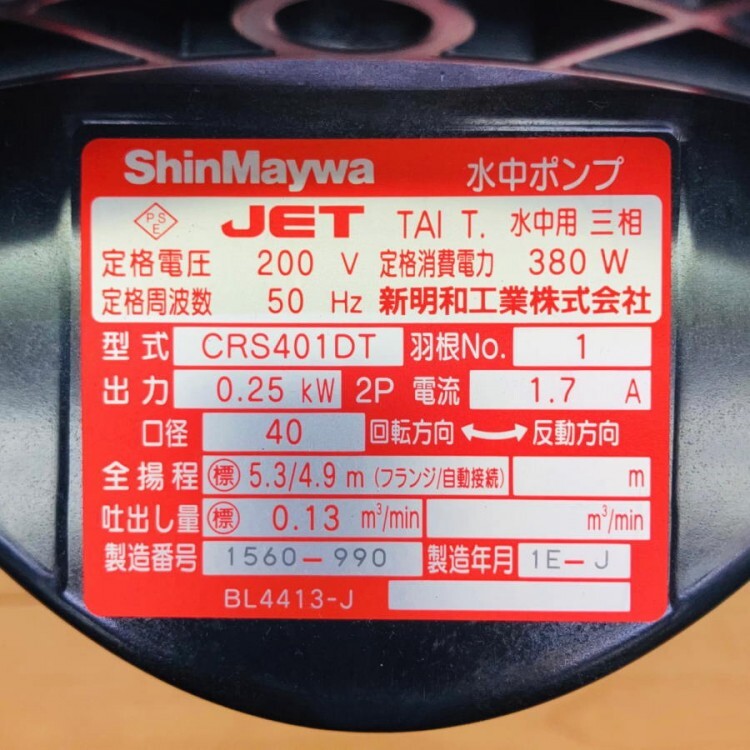 ShinMaywa 水中ポンプ
PSE JET TAI T. 水中用 三相
定格電圧 200 V 定格消費電力 380 W
定格周波数 50 Hz 新明和工業株式会社
型式 CRS401DT 羽根No. 1
出力 0.25 kW 2P 電流 1.7 A
口径 40 回転方向 ↔ 反動方向
全揚程 標 5.3/4.9 m (フランジ/自動接続) m
吐出し量 標 0.13 m³/min m³/min
製造番号 1560-990 製造年月 1E-J
BL4413-J